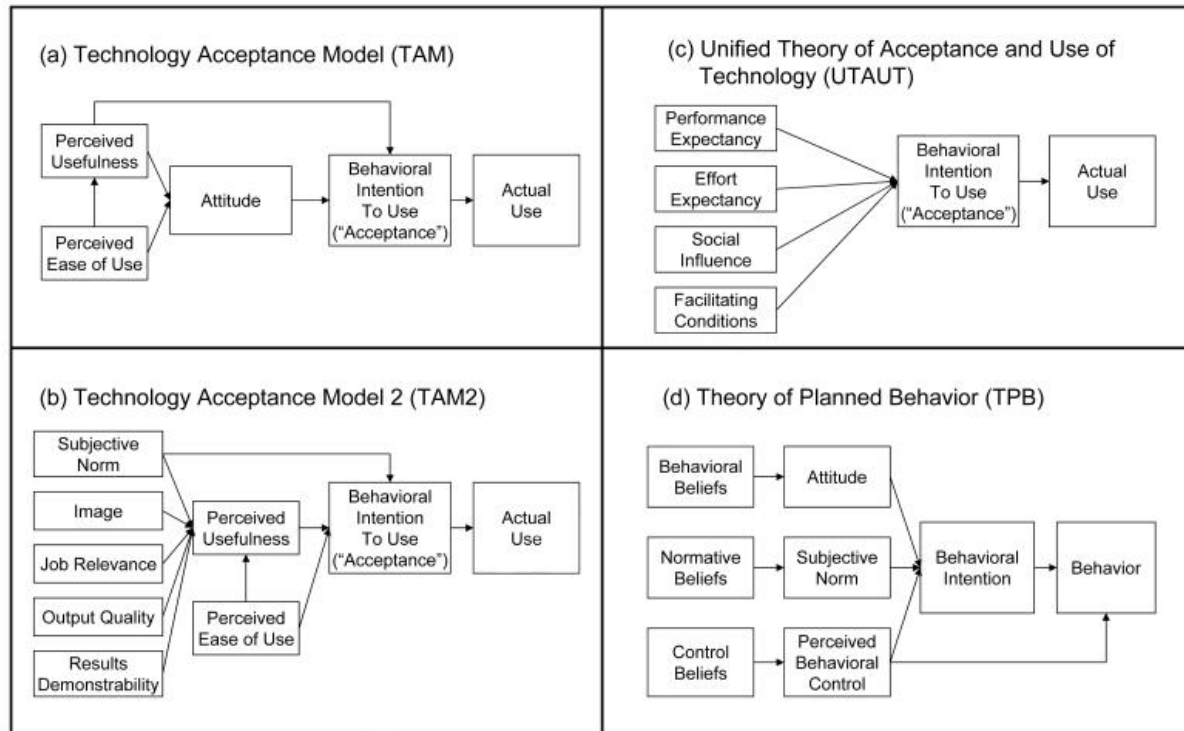 (a) Technology Acceptance Model (TAM)
Perceived
Usefulness
Attitude
Perceived
Ease of Use
Behavioral
Intention
To Use
(“Acceptance”)
Actual
Use
(c) Unified Theory of Acceptance and Use of
Technology (UTAUT)
Performance
Expectancy
Effort
Expectancy
Social
Influence
Facilitating
Conditions
Behavioral
Intention
To Use
(“Acceptance”)
Actual
Use
(b) Technology Acceptance Model 2 (TAM2)
Subjective
Norm
Image
Job Relevance
Output Quality
Results
Demonstrability
Perceived
Usefulness
Perceived
Ease of Use
Behavioral
Intention
To Use
(“Acceptance”)
Actual
Use
(d) Theory of Planned Behavior (TPB)
Behavioral
Beliefs
Attitude
Normative
Beliefs
Subjective
Norm
Control
Beliefs
Perceived
Behavioral
Control
Behavioral
Intention
Behavior